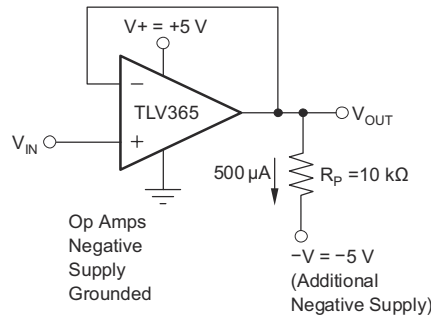 V+ = +5 V
−
TLV365
+
V_IN
V_OUT
500 µA
R_P =10 kΩ
Op Amps
Negative
Supply
Grounded
−V = −5 V
(Additional
Negative Supply)